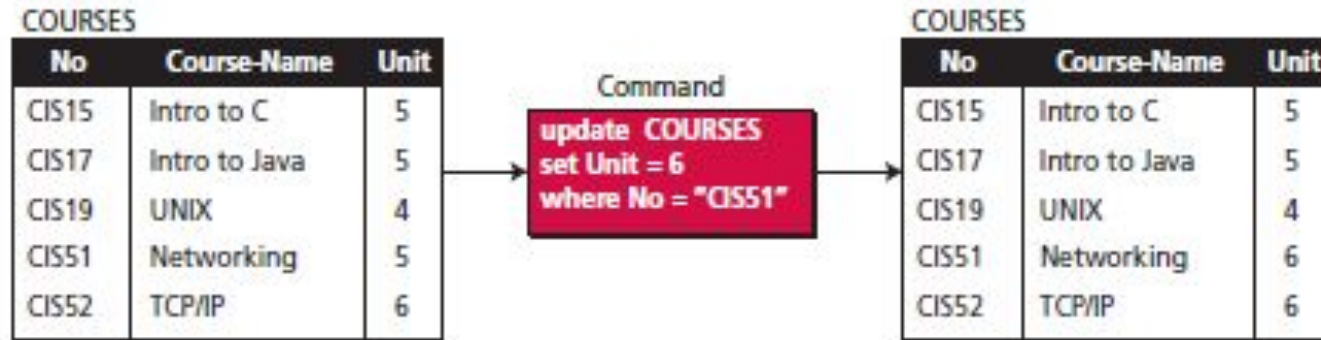 COURSES
No Course-Name Unit
CIS15 Intro to C 5
CIS17 Intro to Java 5
CIS19 UNIX 4
CIS51 Networking 5
CIS52 TCP/IP 6
Command
update COURSES
set Unit = 6
where No = "CIS51"
COURSES
No Course-Name Unit
CIS15 Intro to C 5
CIS17 Intro to Java 5
CIS19 UNIX 4
CIS51 Networking 6
CIS52 TCP/IP 6